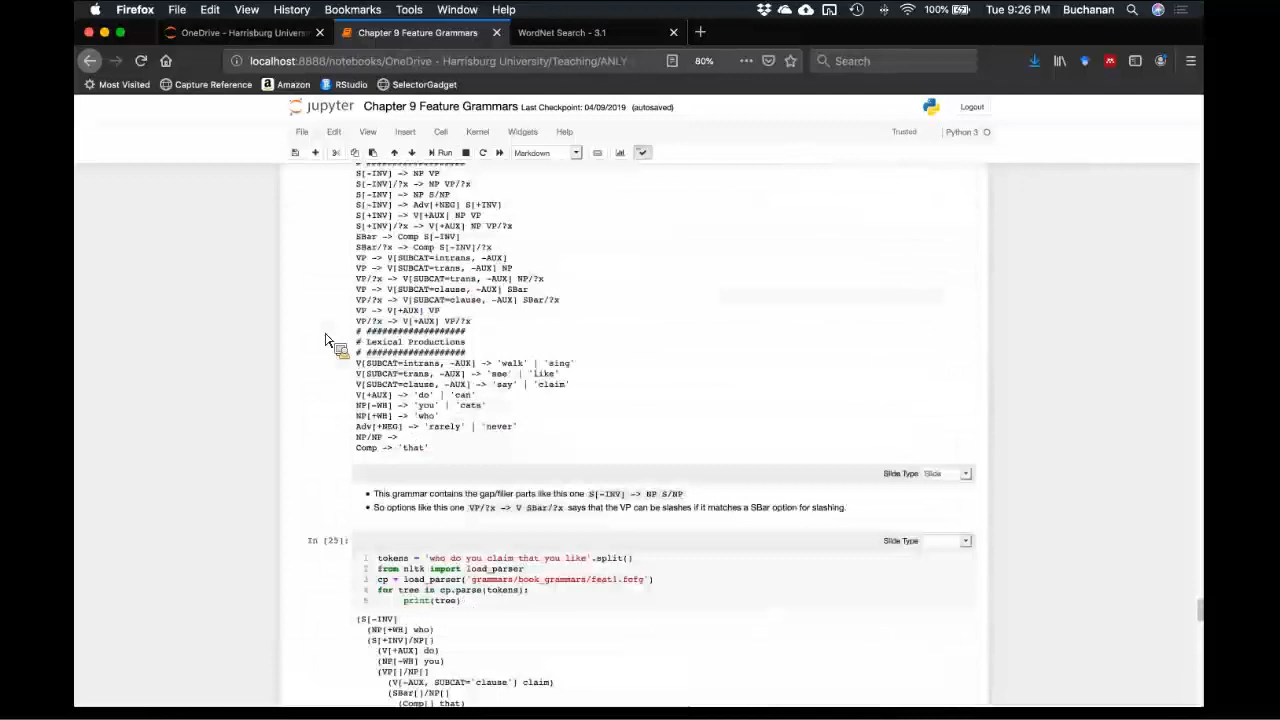 Firefox File Edit View History Bookmarks Tools Window Help 100% Tue 9:26 PM Buchanan
OneDrive - Harrisburg Univers Chapter 9 Feature Grammars WordNet Search - 3.1
localhost:8888/notebooks/OneDrive - Harrisburg University/Teaching/ANLY 80% Search
Most Visited Capture Reference Amazon RStudio SelectorGadget
jupyter Chapter 9 Feature Grammars Last Checkpoint: 04/09/2019 (autosaved) Logout
File Edit View Insert Cell Kernel Widgets Help Trusted Python 3
Run Markdown
# ###################
S[-INV] -> NP VP
S[-INV]/?x -> NP VP/?x
S[-INV] -> NP S/NP
S[-INV] -> Adv[+NEG] S[+INV]
S[+INV] -> V[+AUX] NP VP
S[+INV]/?x -> V[+AUX] NP VP/?x
SBar -> Comp S[-INV]
SBar/?x -> Comp S[-INV]/?x
VP -> V[SUBCAT=intrans, -AUX]
VP -> V[SUBCAT=trans, -AUX] NP
VP/?x -> V[SUBCAT=trans, -AUX] NP/?x
VP -> V[SUBCAT=clause, -AUX] SBar
VP/?x -> V[SUBCAT=clause, -AUX] SBar/?x
VP -> V[+AUX] VP
VP/?x -> V[+AUX] VP/?x
# ###################
# Lexical Productions
# ###################
V[SUBCAT=intrans, -AUX] -> 'walk' | 'sing'
V[SUBCAT=trans, -AUX] -> 'see' | 'like'
V[SUBCAT=clause, -AUX] -> 'say' | 'claim'
V[+AUX] -> 'do' | 'can'
NP[-WH] -> 'you' | 'cats'
NP[+WH] -> 'who'
Adv[+NEG] -> 'rarely' | 'never'
NP/NP ->
Comp -> 'that'
Slide Type Slide
• This grammar contains the gap/filler parts like this one S[-INV] -> NP S/NP
• So options like this one VP/?x -> V SBar/?x says that the VP can be slashes if it matches a SBar option for slashing.
In [25]: Slide Type
1 tokens = 'who do you claim that you like'.split()
2 from nltk import load_parser
3 cp = load_parser('grammars/book_grammars/feat1.fcfg')
4 for tree in cp.parse(tokens):
5 print(tree)
(S[-INV]
(NP[+WH] who)
(S[+INV]/NP[]
(V[+AUX] do)
(NP[-WH] you)
(VP[]/NP[]
(V[-AUX, SUBCAT='clause'] claim)
(SBar[]/NP[]
(Comp[] that)